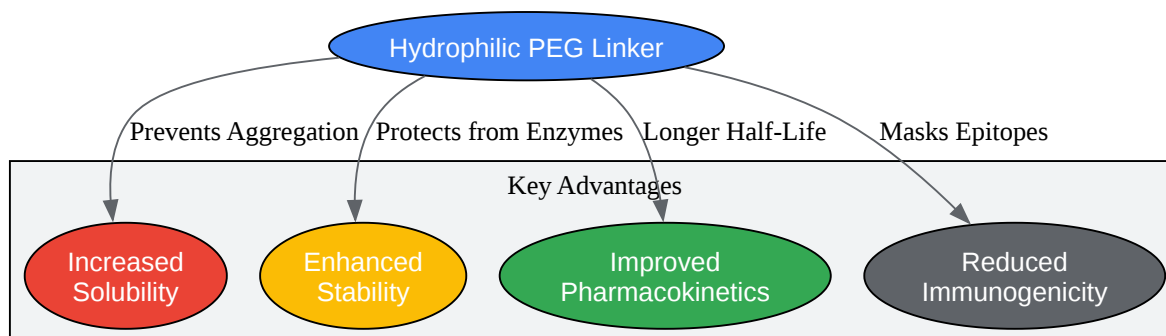 Hydrophilic PEG Linker
Prevents Aggregation
Protects from Enzymes
Longer Half-Life
Masks Epitopes
Key Advantages
Increased
Solubility
Enhanced
Stability
Improved
Pharmacokinetics
Reduced
Immunogenicity